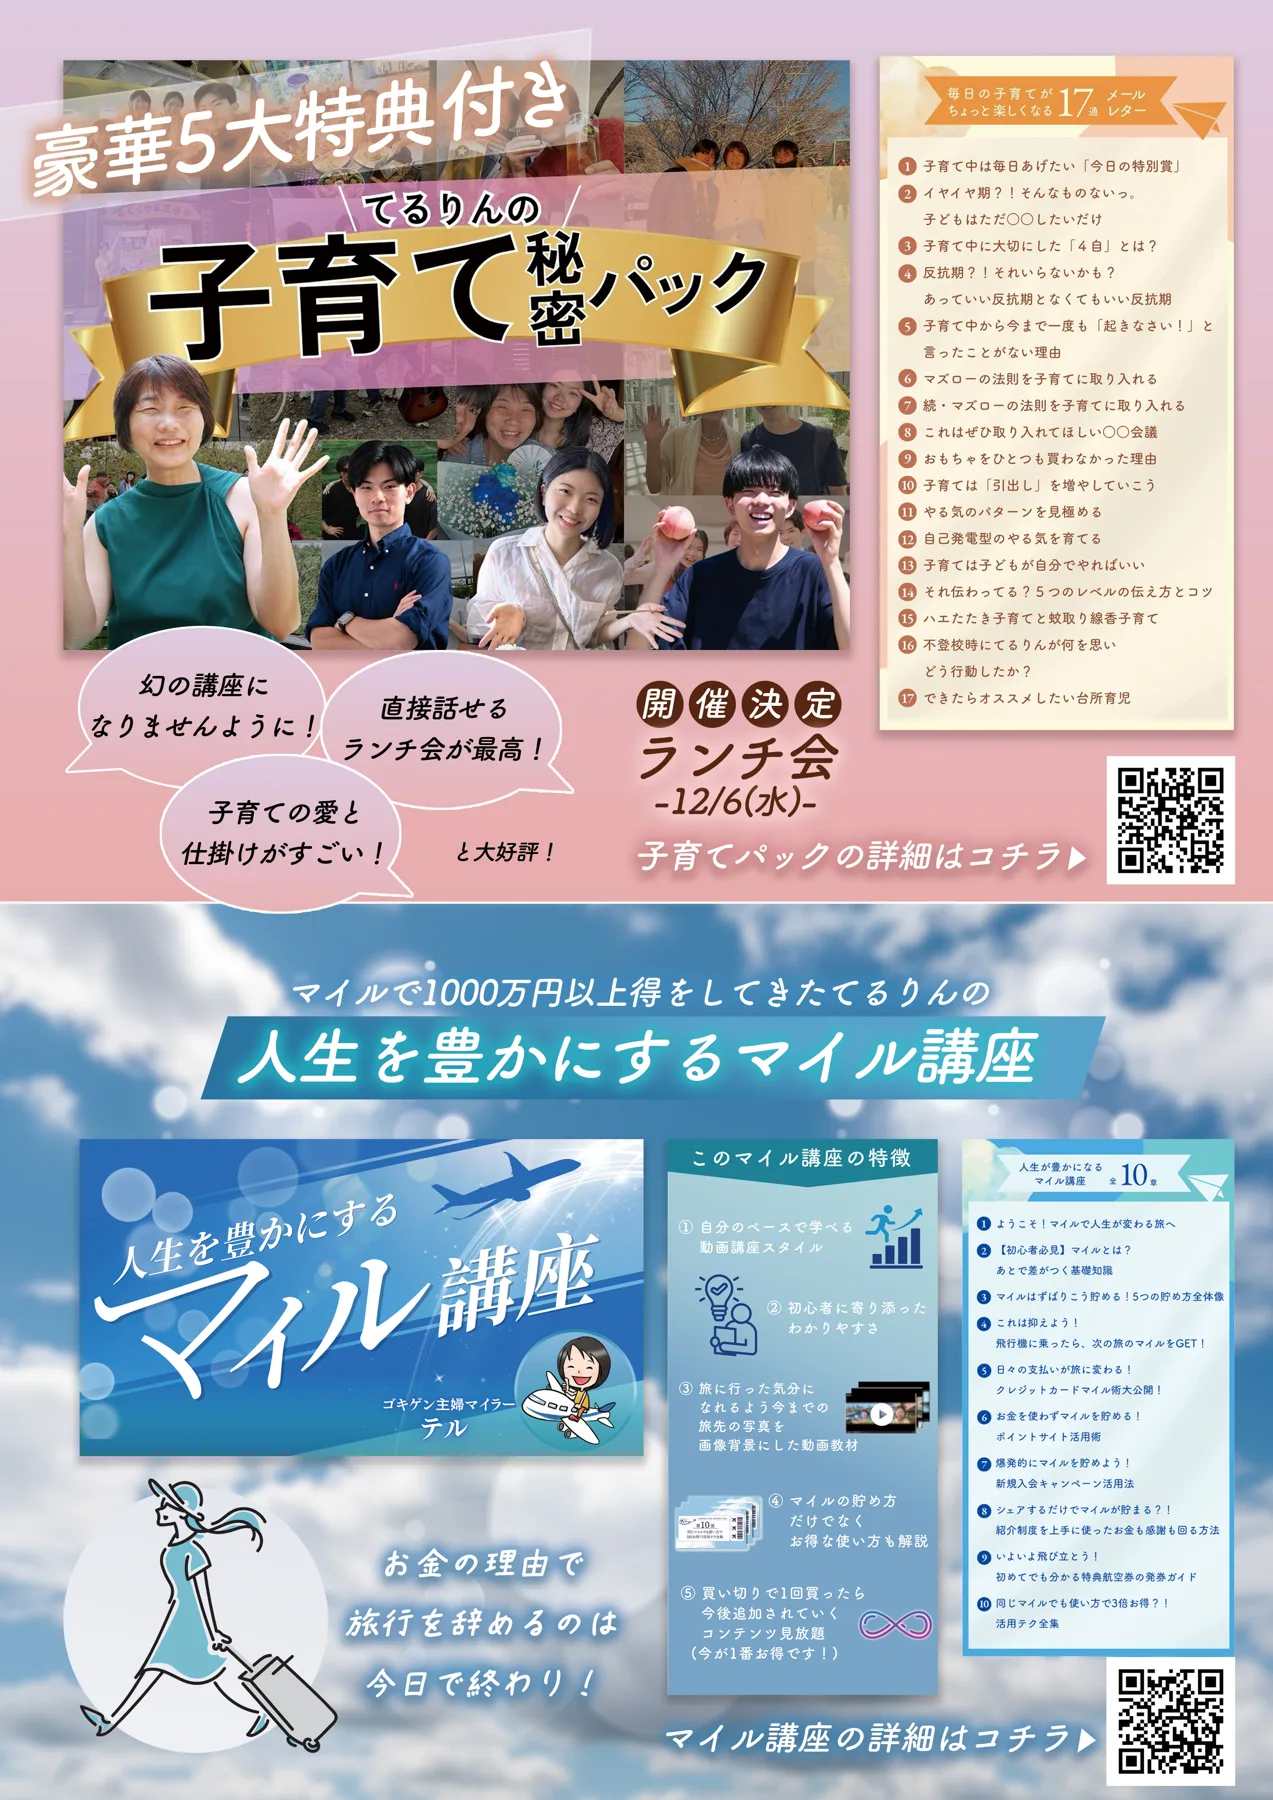 豪華5大特典付き
てるりんの
子育て秘密パック
毎日の子育てが
ちょっと楽しくなる
17通
メール
レター
1 子育て中は毎日あげたい「今日の特別賞」
2 イヤイヤ期?!そんなものないっ。
子どもはただ〇〇したいだけ
3 子育て中に大切にした「4自」とは?
4 反抗期?!それいらないかも?
あっていい反抗期となくてもいい反抗期
5 子育て中から今まで一度も「起きなさい!」と
言ったことがない理由
6 マズローの法則を子育てに取り入れる
7 続・マズローの法則を子育てに取り入れる
8 これはぜひ取り入れてほしい〇〇会議
9 おもちゃをひとつも買わなかった理由
10 子育ては「引出し」を増やしていこう
11 やる気のパターンを見極める
12 自己発電型のやる気を育てる
13 子育ては子どもが自分でやればいい
14 それ伝わってる?5つのレベルの伝え方とコツ
15 ハエたたき子育てと蚊取り線香子育て
16 不登校時にてるりんが何を思い
どう行動したか?
17 できたらオススメしたい台所育児
幻の講座に
なりませんように!
直接話せる
ランチ会が最高!
子育ての愛と
仕掛けがすごい!
と大好評!
開催決定
ランチ会
-12/6(水)-
子育てパックの詳細はコチラ▶
マイルで1000万円以上得をしてきたてるりんの
人生を豊かにするマイル講座
人生を豊かにする
マイル講座
ゴキゲン主婦マイラー
テル
お金の理由で
旅行を辞めるのは
今日で終わり!
このマイル講座の特徴
① 自分のペースで学べる
動画講座スタイル
② 初心者に寄り添った
わかりやすさ
③ 旅に行った気分に
なれるよう今までの
旅先の写真を
画像背景にした動画教材
④ マイルの貯め方
だけでなく
お得な使い方も解説
⑤ 買い切りで1回買ったら
今後追加されていく
コンテンツ見放題
(今が1番お得です!)
人生が豊かになる
マイル講座
全10章
1 ようこそ!マイルで人生が変わる旅へ
2 【初心者必見】マイルとは?
あとで差がつく基礎知識
3 マイルはずばりこう貯める!5つの貯め方全体像
4 これは抑えよう!
飛行機に乗ったら、次の旅のマイルをGET!
5 日々の支払いが旅に変わる!
クレジットカードマイル術大公開!
6 お金を使わずマイルを貯める!
ポイントサイト活用術
7 爆発的にマイルを貯めよう!
新規入会キャンペーン活用法
8 シェアするだけでマイルが貯まる?!
紹介制度を上手に使ったお金も感謝も回る方法
9 いよいよ飛び立とう!
初めてでも分かる特典航空券の発券ガイド
10 同じマイルでも使い方で3倍お得?!
活用テク全集
マイル講座の詳細はコチラ▶